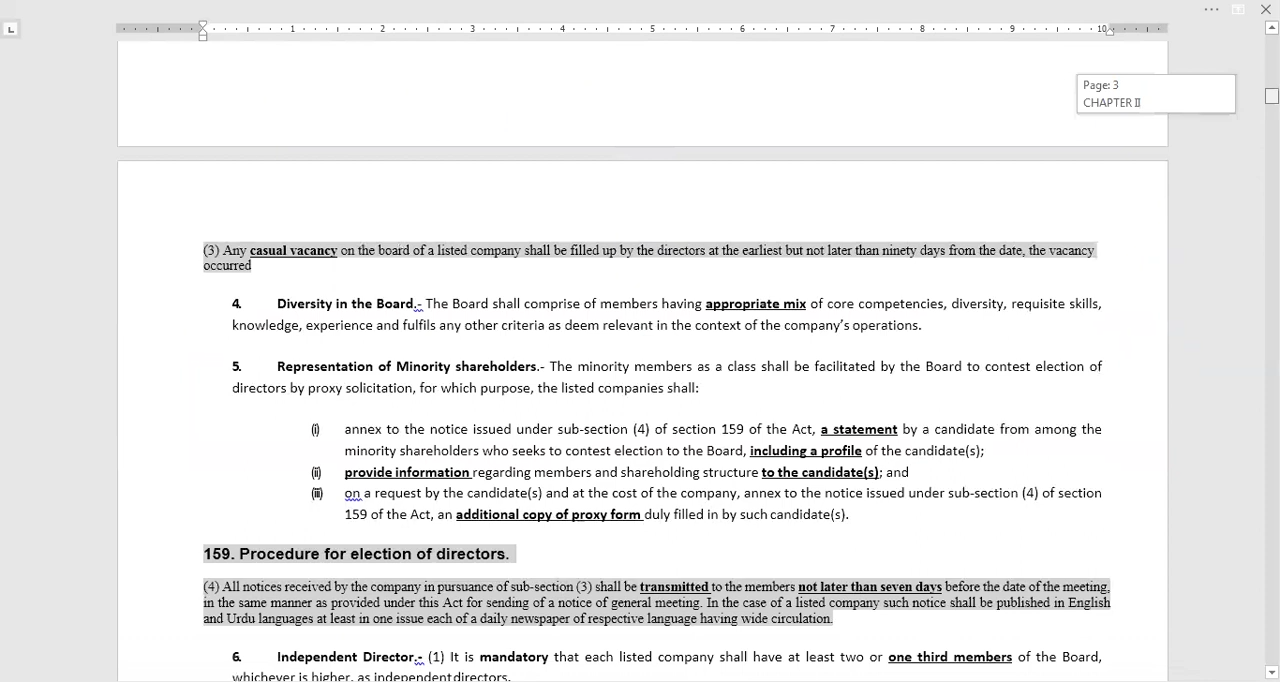 1 2 3 4 5 6 7 8 9 10
Page: 3
CHAPTER II
(3) Any casual vacancy on the board of a listed company shall be filled up by the directors at the earliest but not later than ninety days from the date, the vacancy
occurred
4. Diversity in the Board.- The Board shall comprise of members having appropriate mix of core competencies, diversity, requisite skills,
knowledge, experience and fulfils any other criteria as deem relevant in the context of the company’s operations.
5. Representation of Minority shareholders.- The minority members as a class shall be facilitated by the Board to contest election of
directors by proxy solicitation, for which purpose, the listed companies shall:
(i) annex to the notice issued under sub-section (4) of section 159 of the Act, a statement by a candidate from among the
minority shareholders who seeks to contest election to the Board, including a profile of the candidate(s);
(ii) provide information regarding members and shareholding structure to the candidate(s); and
(iii) on a request by the candidate(s) and at the cost of the company, annex to the notice issued under sub-section (4) of section
159 of the Act, an additional copy of proxy form duly filled in by such candidate(s).
159. Procedure for election of directors.
(4) All notices received by the company in pursuance of sub-section (3) shall be transmitted to the members not later than seven days before the date of the meeting,
in the same manner as provided under this Act for sending of a notice of general meeting. In the case of a listed company such notice shall be published in English
and Urdu languages at least in one issue each of a daily newspaper of respective language having wide circulation.
6. Independent Director.- (1) It is mandatory that each listed company shall have at least two or one third members of the Board,
whichever is higher, as independent directors.